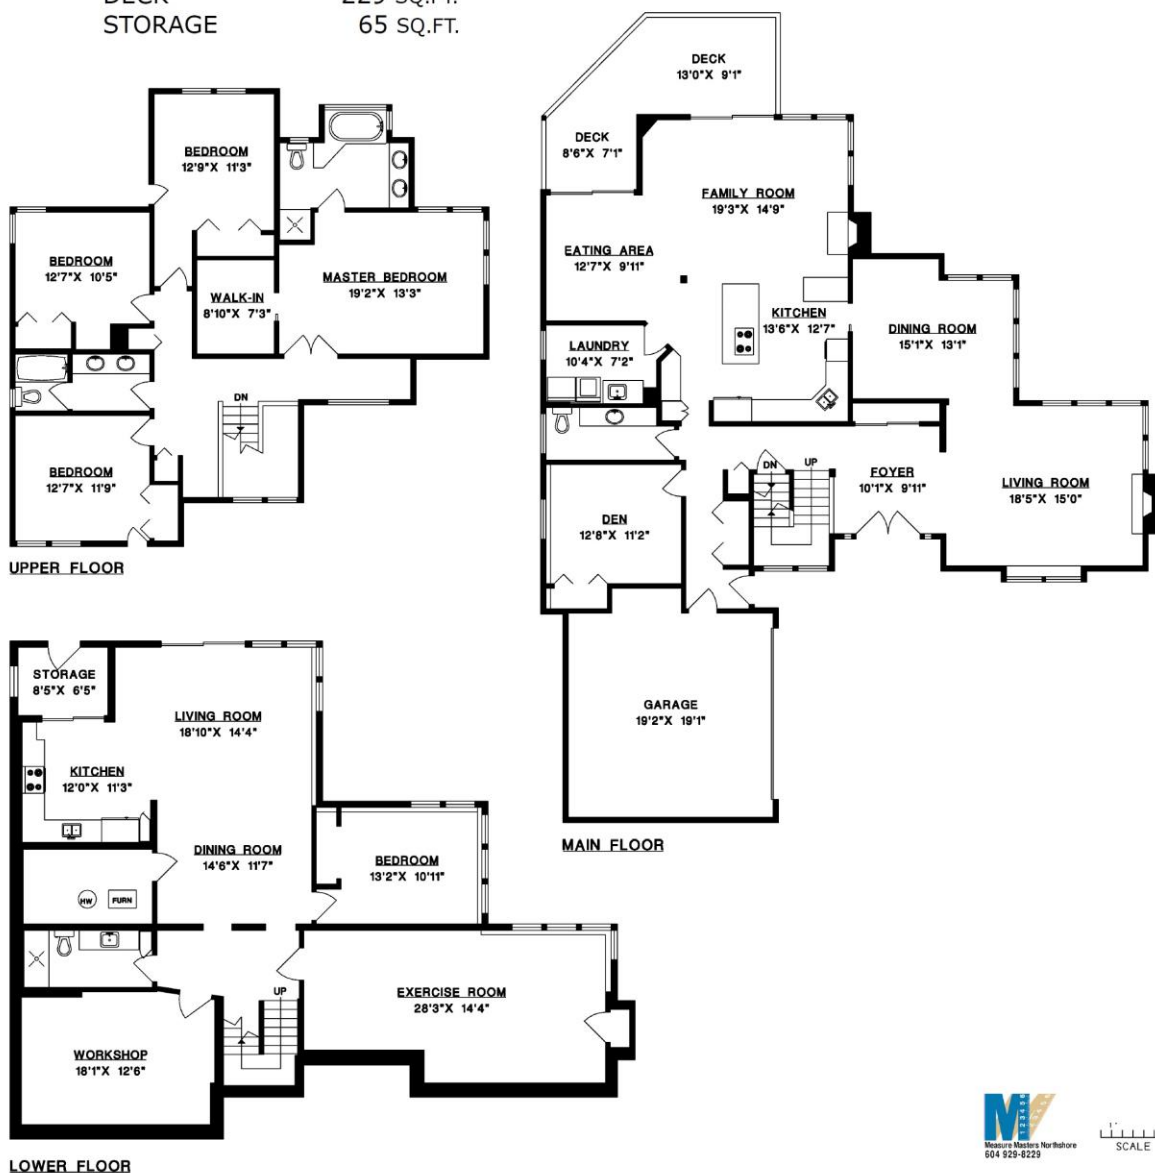 STORAGE 65 SQ.FT.
DECK
13'0"X 9'1"
DECK
8'6"X 7'1"
BEDROOM
12'9"X 11'3"
FAMILY ROOM
19'3"X 14'9"
BEDROOM
12'7"X 10'5"
EATING AREA
12'7"X 9'11"
MASTER BEDROOM
19'2"X 13'3"
WALK-IN
8'10"X 7'3"
KITCHEN
13'6"X 12'7"
DINING ROOM
15'1"X 13'1"
LAUNDRY
10'4"X 7'2"
DN
BEDROOM
12'7"X 11'9"
DN
UP
FOYER
10'1"X 9'11"
LIVING ROOM
18'5"X 15'0"
DEN
12'8"X 11'2"
UPPER FLOOR
GARAGE
19'2"X 19'1"
MAIN FLOOR
STORAGE
8'5"X 6'5"
LIVING ROOM
18'10"X 14'4"
KITCHEN
12'0"X 11'3"
DINING ROOM
14'6"X 11'7"
BEDROOM
13'2"X 10'11"
HW
FURN
UP
EXERCISE ROOM
28'3"X 14'4"
WORKSHOP
18'1"X 12'6"
LOWER FLOOR
Measure Masters Northshore
604 929-8229
SCALE